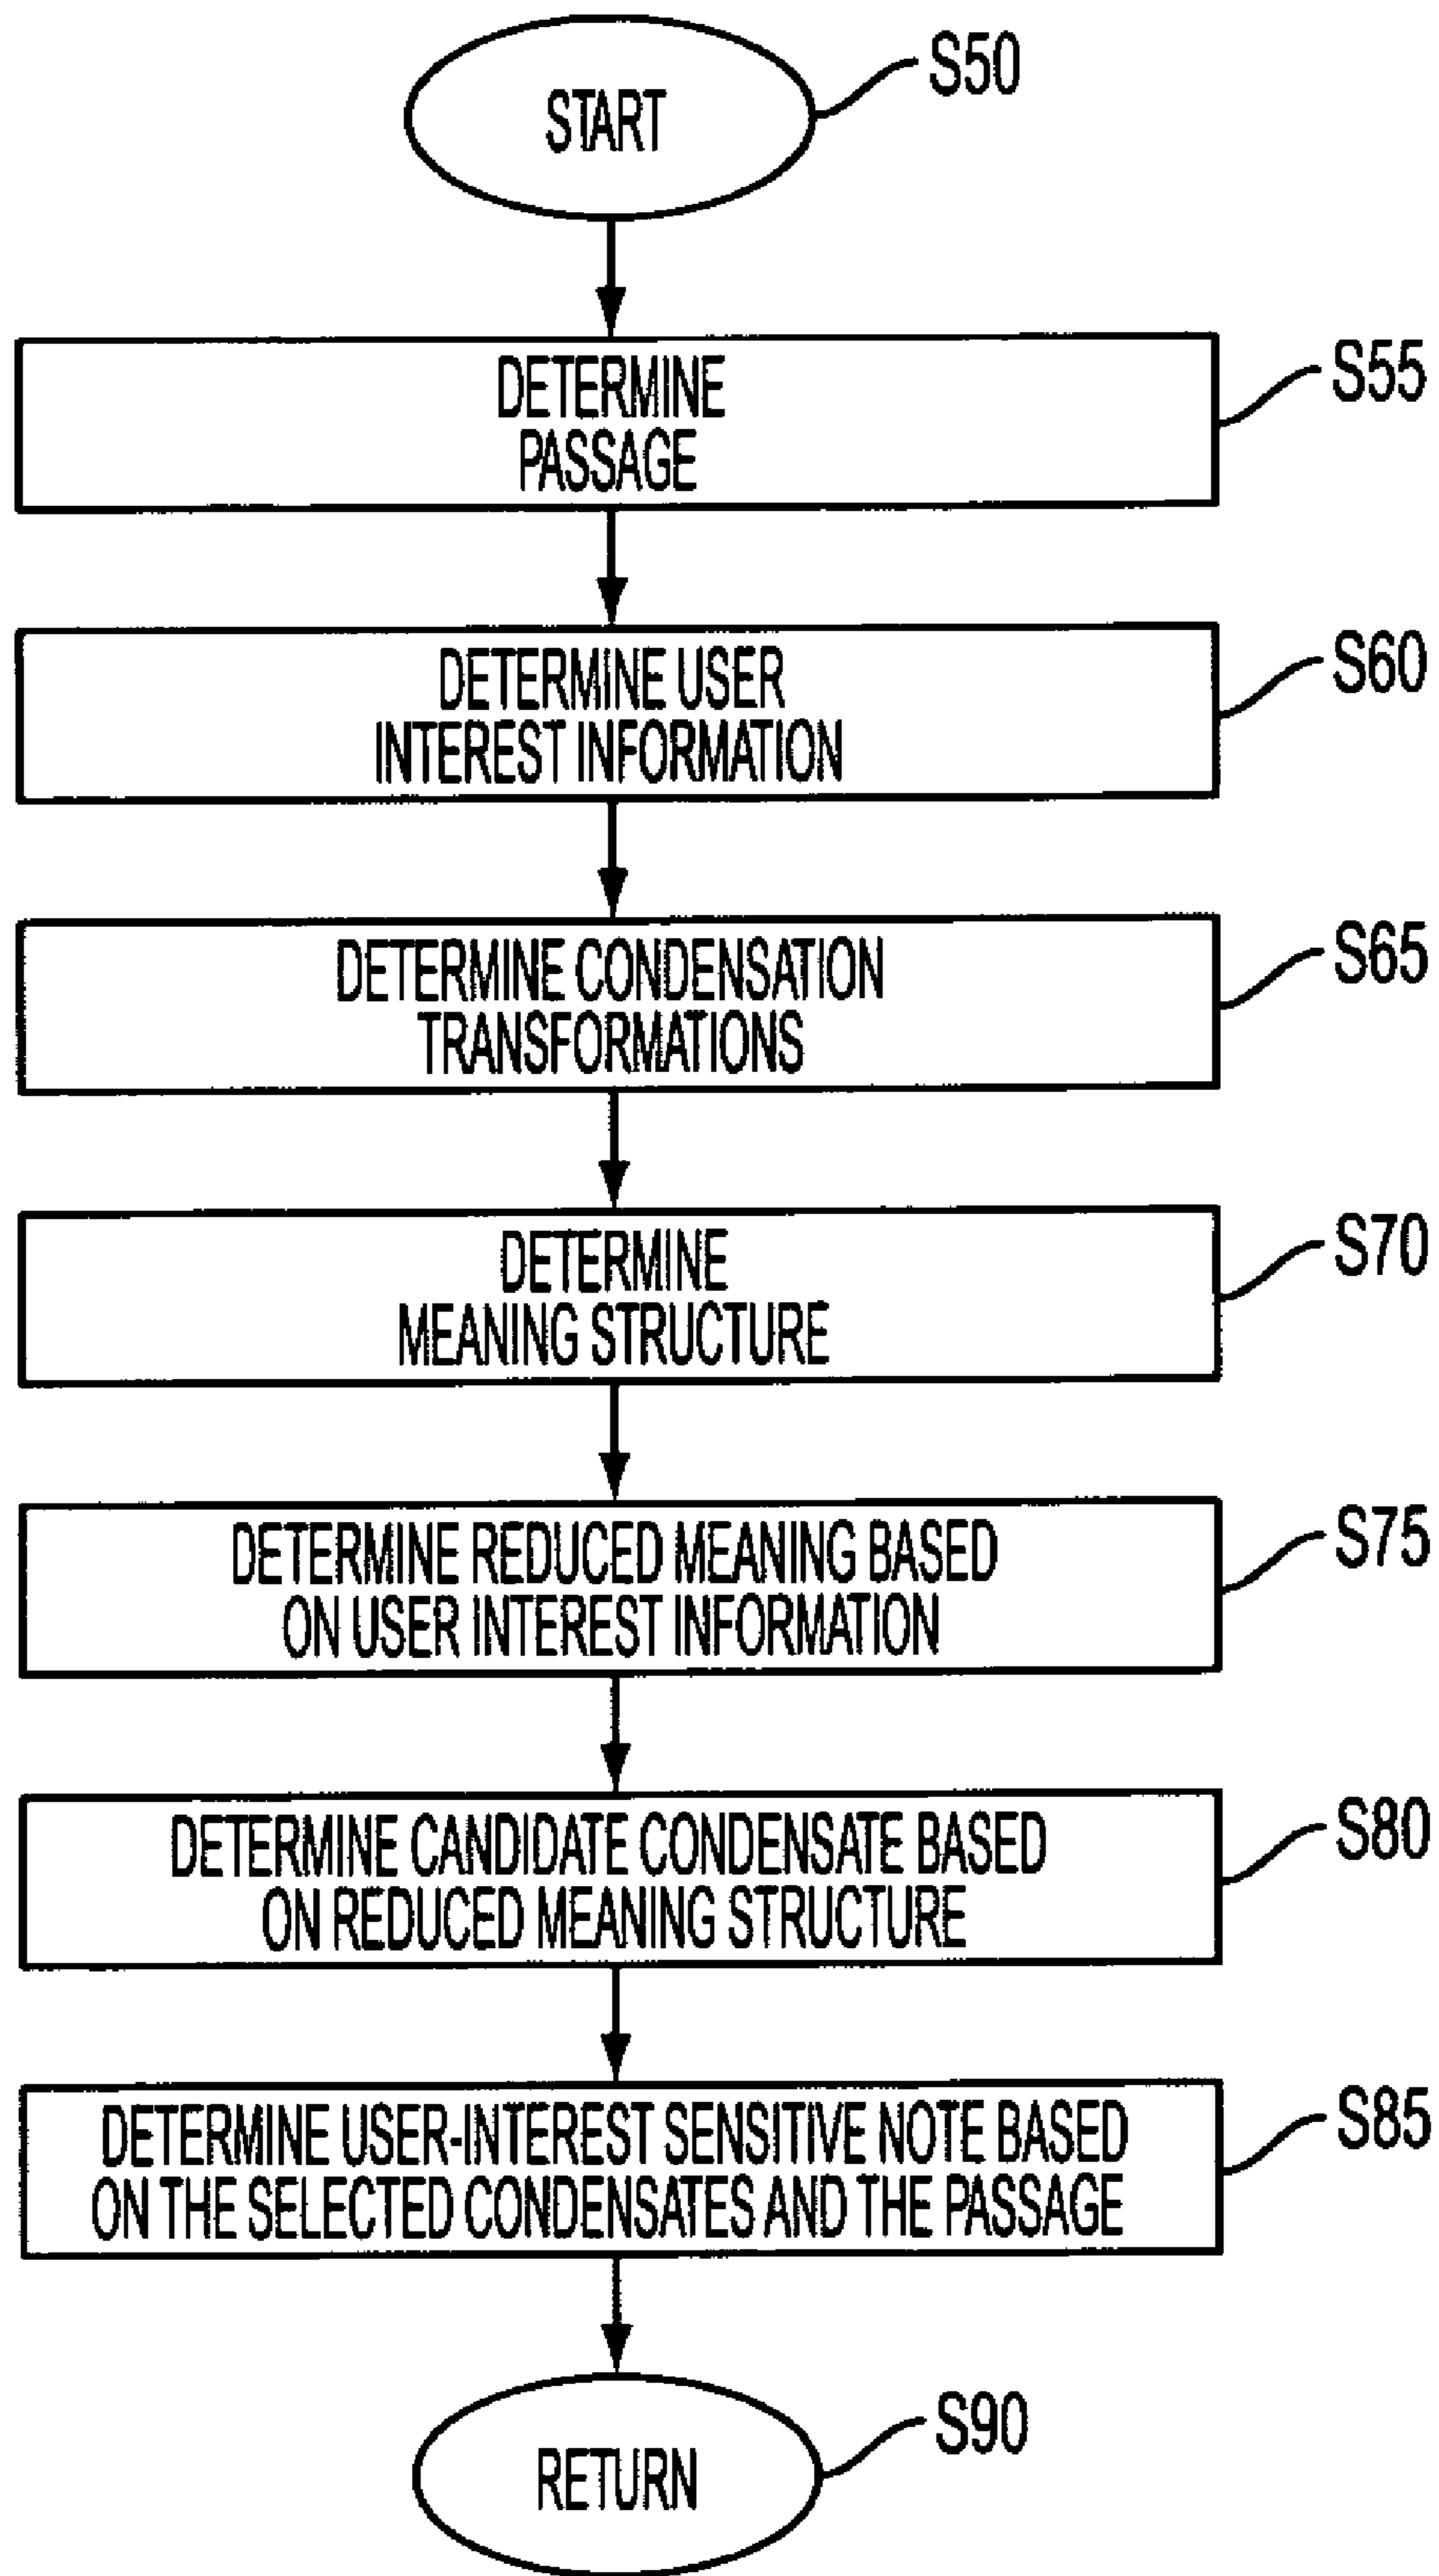 START
S50
DETERMINE
PASSAGE
S55
DETERMINE USER
INTEREST INFORMATION
S60
DETERMINE CONDENSATION
TRANSFORMATIONS
S65
DETERMINE
MEANING STRUCTURE
S70
DETERMINE REDUCED MEANING BASED
ON USER INTEREST INFORMATION
S75
DETERMINE CANDIDATE CONDENSATE BASED
ON REDUCED MEANING STRUCTURE
S80
DETERMINE USER-INTEREST SENSITIVE NOTE BASED
ON THE SELECTED CONDENSATES AND THE PASSAGE
S85
RETURN
S90